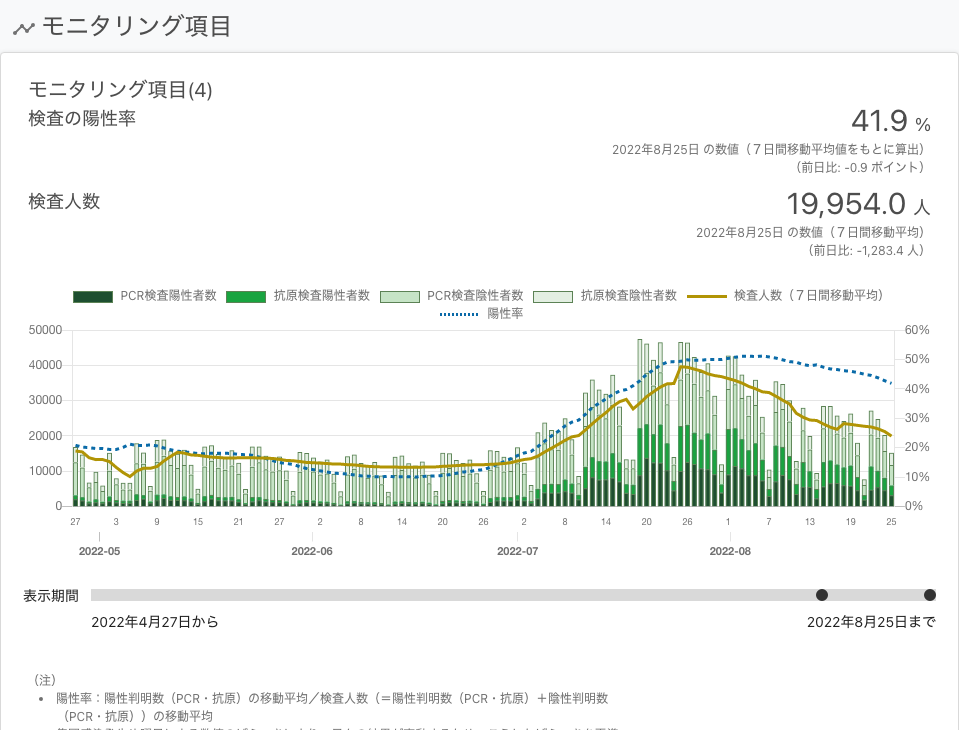 モニタリング項目
モニタリング項目(4)
検査の陽性率
41.9 %
2022年8月25日 の数値（７日間移動平均値をもとに算出）
（前日比: -0.9 ポイント）
検査人数
19,954.0 人
2022年8月25日 の数値（７日間移動平均）
（前日比: -1,283.4 人）
PCR検査陽性者数 抗原検査陽性者数 PCR検査陰性者数 抗原検査陰性者数 検査人数（７日間移動平均）
陽性率
50000 60%
40000 50%
30000 40%
20000 30%
10000 20%
0 10%
0%
27 3 9 15 21 27 2 8 14 20 26 2 8 14 20 26 1 7 13 19 25
2022-05 2022-06 2022-07 2022-08
表示期間
2022年4月27日から 2022年8月25日まで
（注）
• 陽性率：陽性判明数（PCR・抗原）の移動平均／検査人数（＝陽性判明数（PCR・抗原）＋陰性判明数
（PCR・抗原））の移動平均